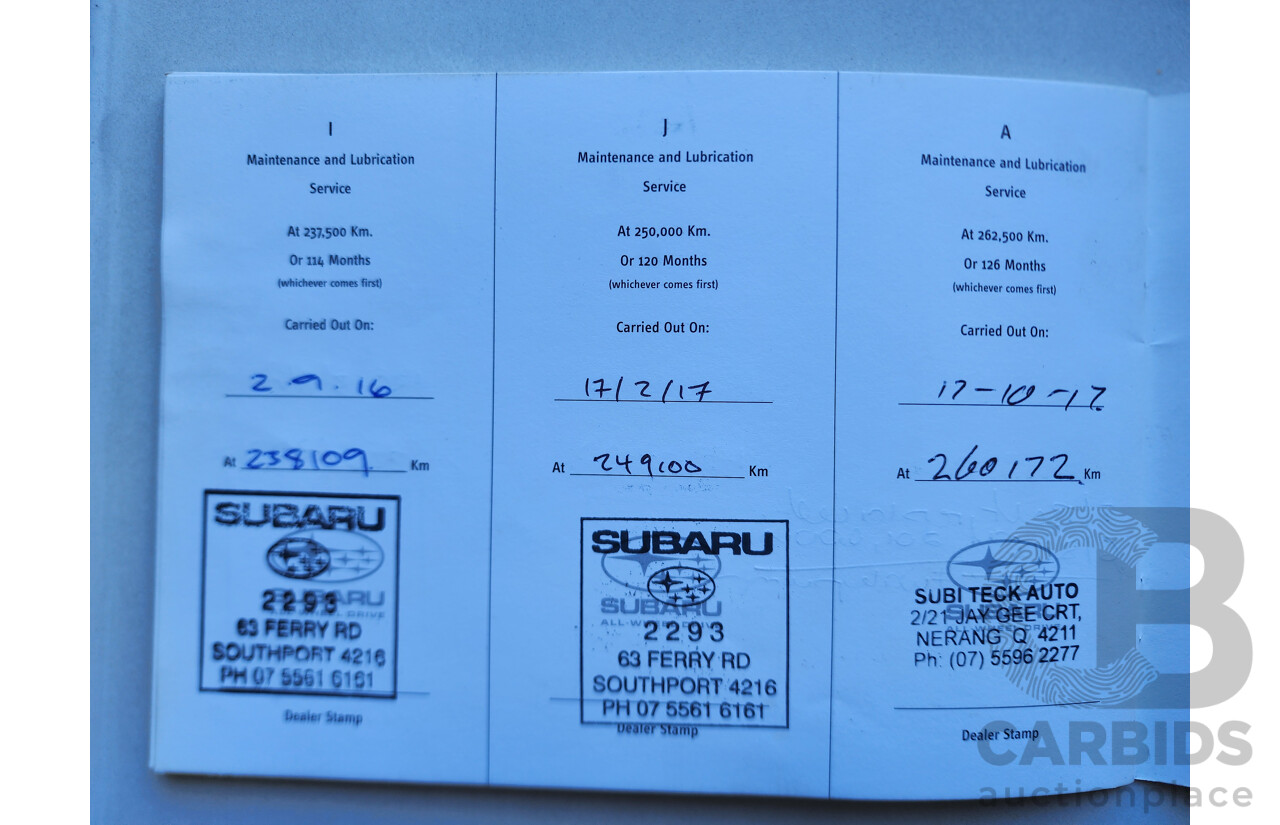 I
Maintenance and Lubrication
Service
At 237,500 Km.
Or 114 Months
(whichever comes first)
Carried Out On:
2.9.16
At 238109 Km
SUBARU
2293
63 FERRY RD
SOUTHPORT 4216
PH 07 5561 6161
Dealer Stamp
J
Maintenance and Lubrication
Service
At 250,000 Km.
Or 120 Months
(whichever comes first)
Carried Out On:
17/2/17
At 249,100 Km
SUBARU
SUBARU
2293
63 FERRY RD
SOUTHPORT 4216
PH 07 5561 6161
Dealer Stamp
A
Maintenance and Lubrication
Service
At 262,500 Km.
Or 126 Months
(whichever comes first)
Carried Out On:
17-10-17
At 260,172 Km
SUBI TECK AUTO
2/21 JAY GEE CRT,
NERANG Q 4211
Ph: (07) 5596 2277
Dealer Stamp
CARBIDS
auctionplace